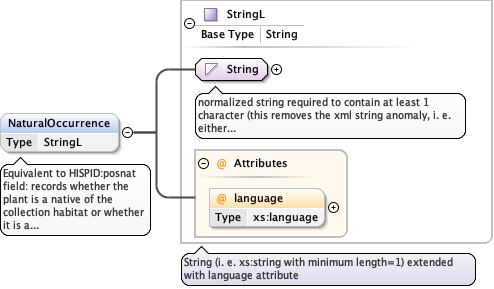 StringL
Base Type String
String
normalized string required to contain at least 1
character (this removes the xml string anomaly, i. e.
either...
NaturalOccurrence
Type StringL
Equivalent to HISPID:posnat
field: records whether the
plant is a native of the
collection habitat or whether
it is a...
@ Attributes
@ language
Type xs:language
String (i. e. xs:string with minimum length=1) extended
with language attribute